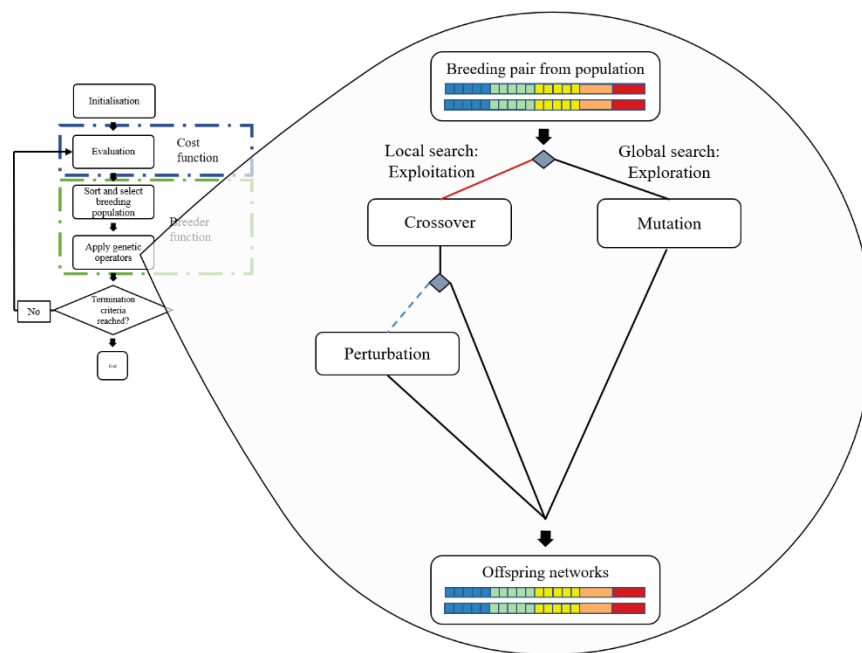 Initialisation
Evaluation
Cost
function
Sort and select
breeding
population
Breeder
function
Apply genetic
operators
No
Termination
criteria
reached?
End
Breeding pair from population
Local search:
Exploitation
Global search:
Exploration
Crossover
Mutation
Perturbation
Offspring networks